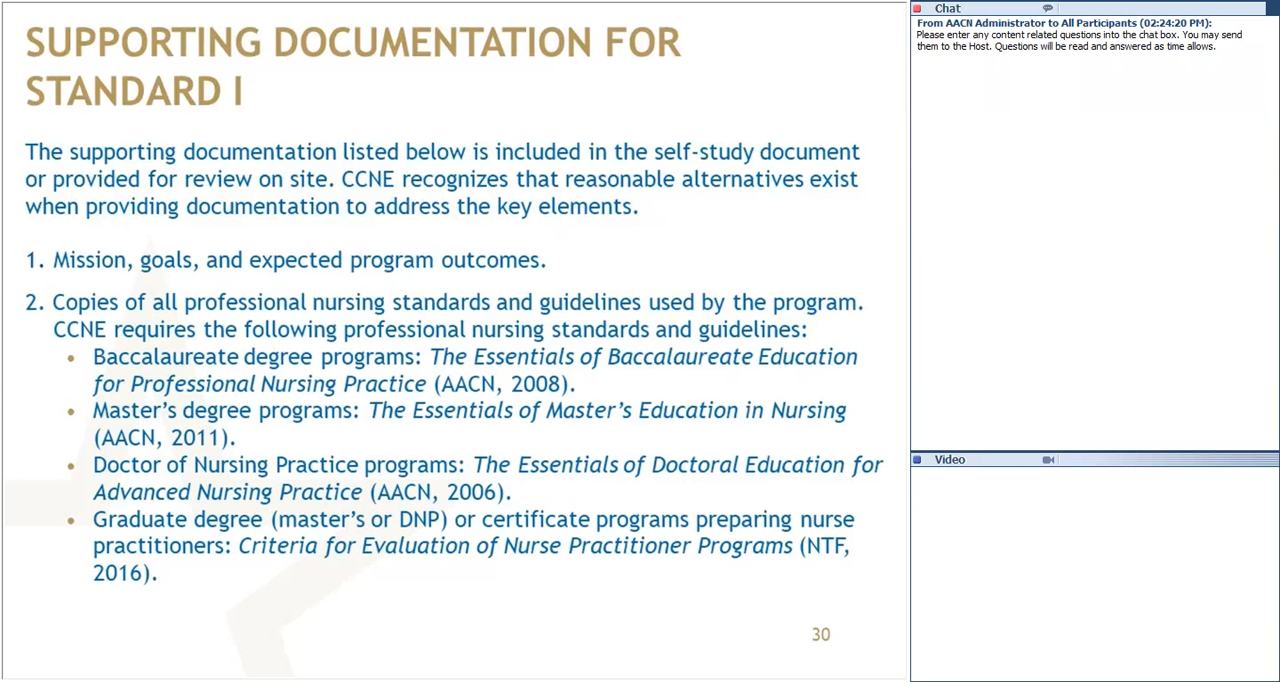 SUPPORTING DOCUMENTATION FOR
STANDARD I
The supporting documentation listed below is included in the self-study document
or provided for review on site. CCNE recognizes that reasonable alternatives exist
when providing documentation to address the key elements.
1. Mission, goals, and expected program outcomes.
2. Copies of all professional nursing standards and guidelines used by the program.
CCNE requires the following professional nursing standards and guidelines:
• Baccalaureate degree programs: The Essentials of Baccalaureate Education
for Professional Nursing Practice (AACN, 2008).
• Master's degree programs: The Essentials of Master's Education in Nursing
(AACN, 2011).
• Doctor of Nursing Practice programs: The Essentials of Doctoral Education for
Advanced Nursing Practice (AACN, 2006).
• Graduate degree (master's or DNP) or certificate programs preparing nurse
practitioners: Criteria for Evaluation of Nurse Practitioner Programs (NTF,
2016).
30
Chat
From AACN Administrator to All Participants (02:24:20 PM):
Please enter any content related questions into the chat box. You may send
them to the Host. Questions will be read and answered as time allows.
Video